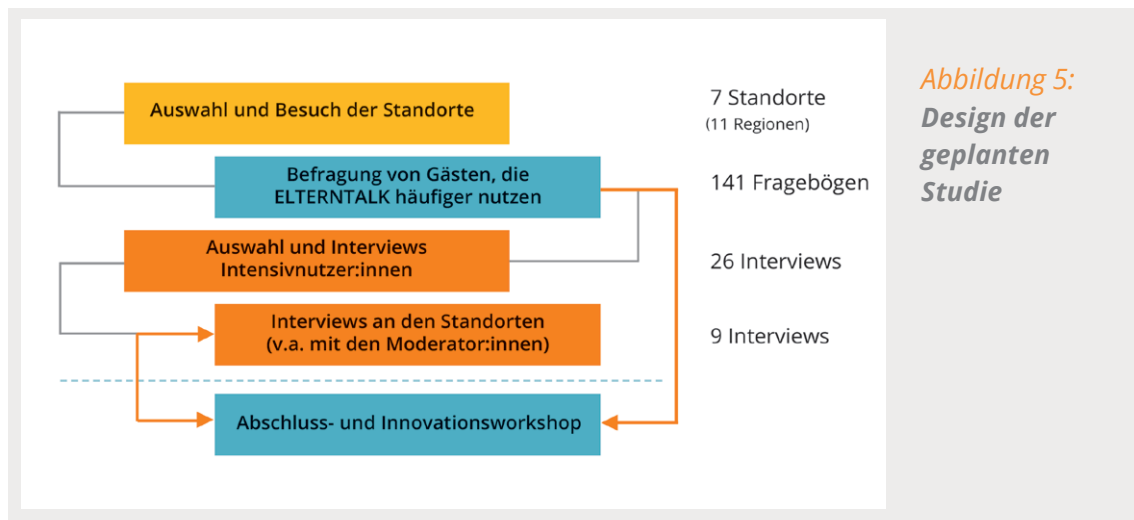 Auswahl und Besuch der Standorte
7 Standorte
(11 Regionen)
Befragung von Gästen, die
ELTERNTALK häufiger nutzen
141 Fragebögen
Auswahl und Interviews
Intensivnutzer:innen
26 Interviews
Interviews an den Standorten
(v.a. mit den Moderator:innen)
9 Interviews
Abschluss- und Innovationsworkshop
Abbildung 5:
Design der
geplanten
Studie